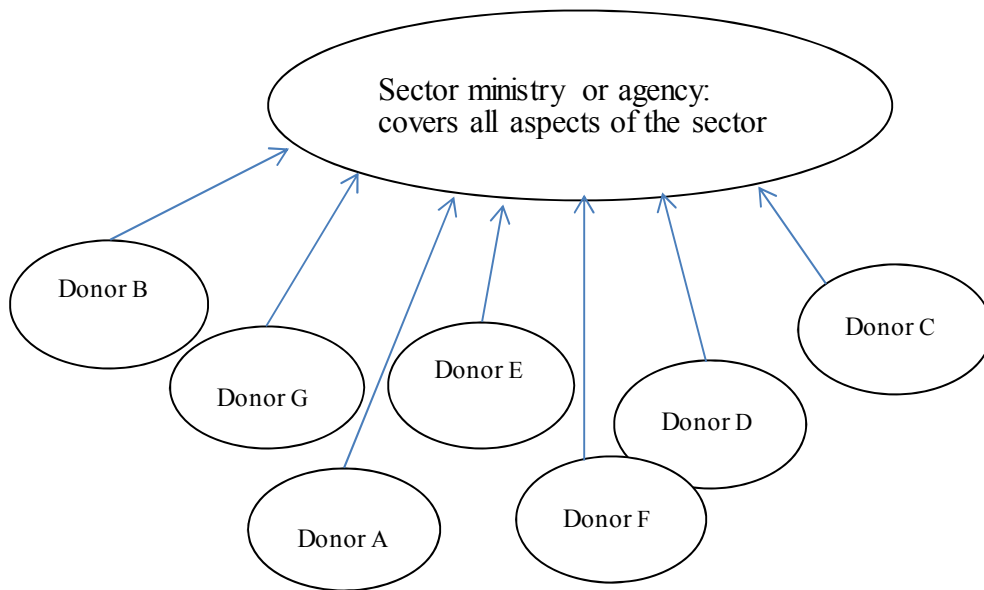 Sector ministry or agency:
covers all aspects of the sector
Donor B
Donor C
Donor E
Donor G
Donor D
Donor F
Donor A